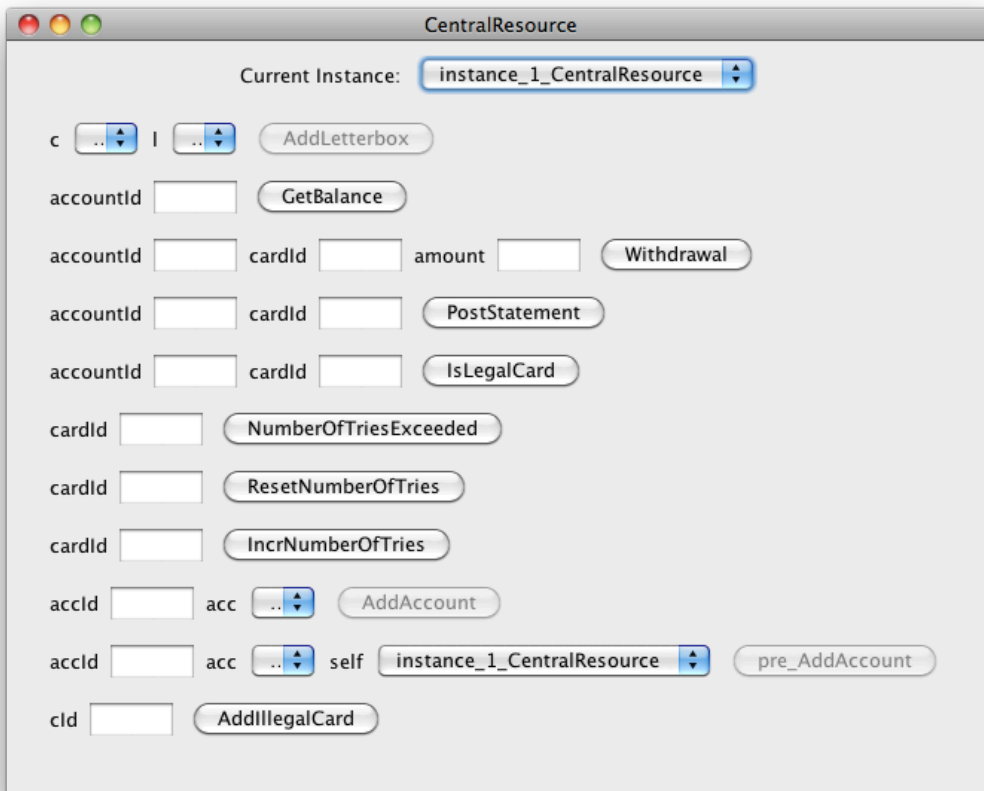 CentralResource
Current Instance: instance_1_CentralResource
c .. l .. AddLetterbox
accountId GetBalance
accountId cardId amount Withdrawal
accountId cardId PostStatement
accountId cardId IsLegalCard
cardId NumberOfTriesExceeded
cardId ResetNumberOfTries
cardId IncrNumberOfTries
accId acc .. AddAccount
accId acc .. self instance_1_CentralResource pre_AddAccount
cId AddIllegalCard